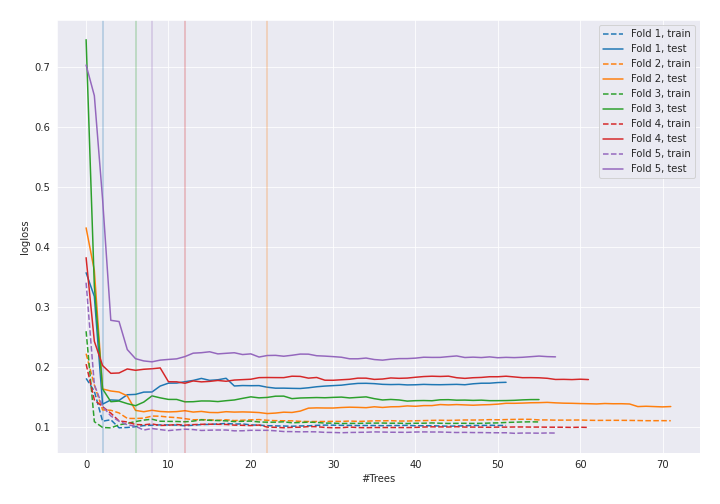 0.7
0.6
0.5
0.4
0.3
0.2
0.1
logloss
0
10
20
30
40
50
60
70
#Trees
Fold 1, train
Fold 1, test
Fold 2, train
Fold 2, test
Fold 3, train
Fold 3, test
Fold 4, train
Fold 4, test
Fold 5, train
Fold 5, test